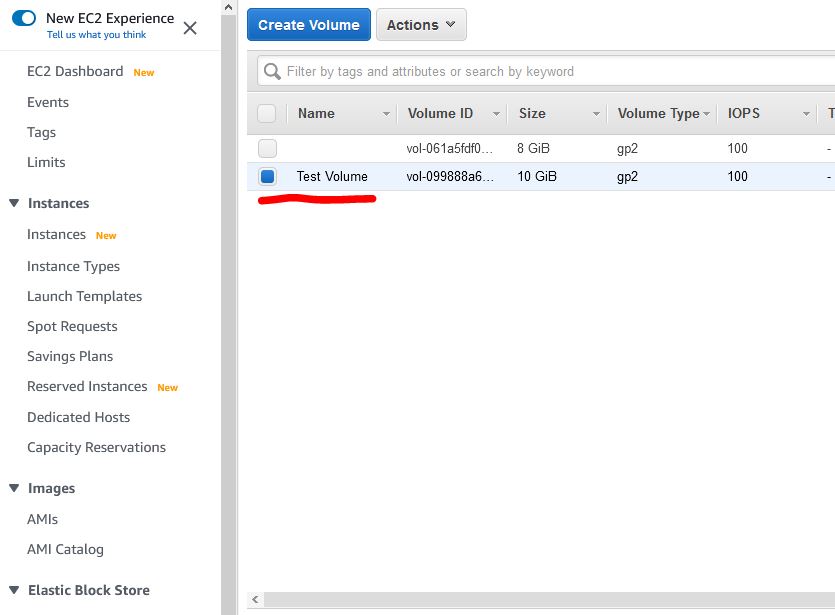 New EC2 Experience
Tell us what you think
EC2 Dashboard New
Events
Tags
Limits
Instances
Instances New
Instance Types
Launch Templates
Spot Requests
Savings Plans
Reserved Instances New
Dedicated Hosts
Capacity Reservations
Images
AMIs
AMI Catalog
Elastic Block Store
Create Volume Actions
Filter by tags and attributes or search by keyword
Name Volume ID Size Volume Type IOPS T
vol-061a5fdf0... 8 GiB gp2 100 -
Test Volume vol-099888a6... 10 GiB gp2 100 -